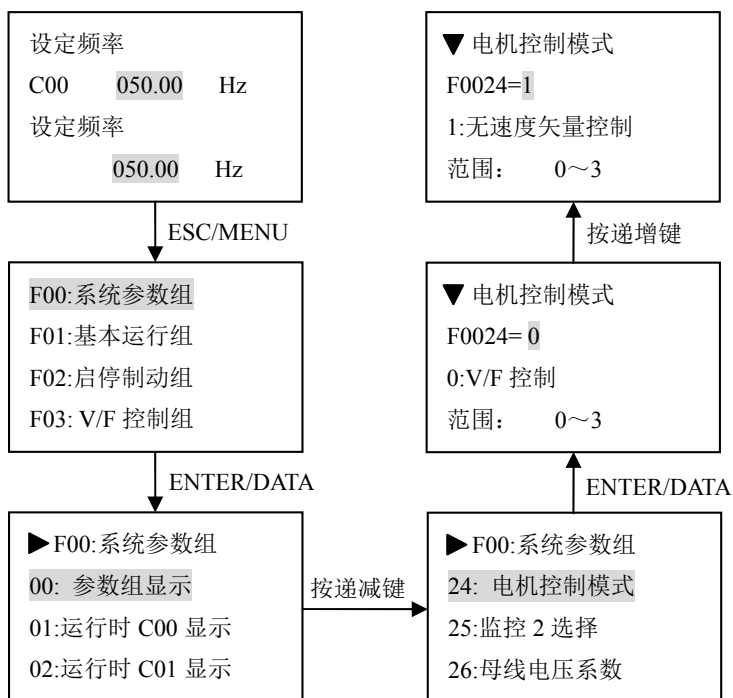 设定频率
C00 050.00 Hz
设定频率
050.00 Hz
ESC/MENU
F00:系统参数组
F01:基本运行组
F02:启停制动组
F03: V/F 控制组
ENTER/DATA
▶F00:系统参数组
00: 参数组显示
01:运行时 C00 显示
02:运行时 C01 显示
按递减键
▶F00:系统参数组
24: 电机控制模式
25:监控 2 选择
26:母线电压系数
ENTER/DATA
▼电机控制模式
F0024= 0
0:V/F 控制
范围： 0～3
按递增键
▼电机控制模式
F0024=1
1:无速度矢量控制
范围： 0～3